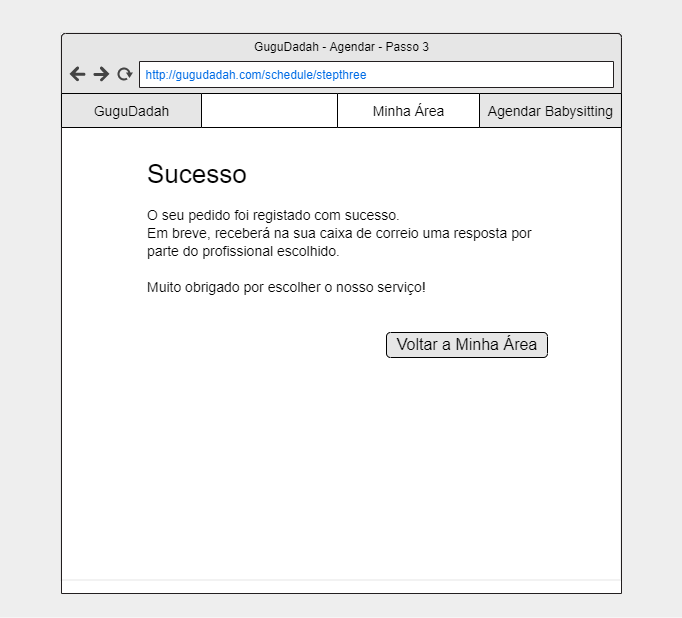 GuguDadah - Agendar - Passo 3
http://gugudadah.com/schedule/stepthree
GuguDadah
Minha Área
Agendar Babysitting
Sucesso
O seu pedido foi registado com sucesso.
Em breve, receberá na sua caixa de correio uma resposta por
parte do profissional escolhido.
Muito obrigado por escolher o nosso serviço!
Voltar a Minha Área